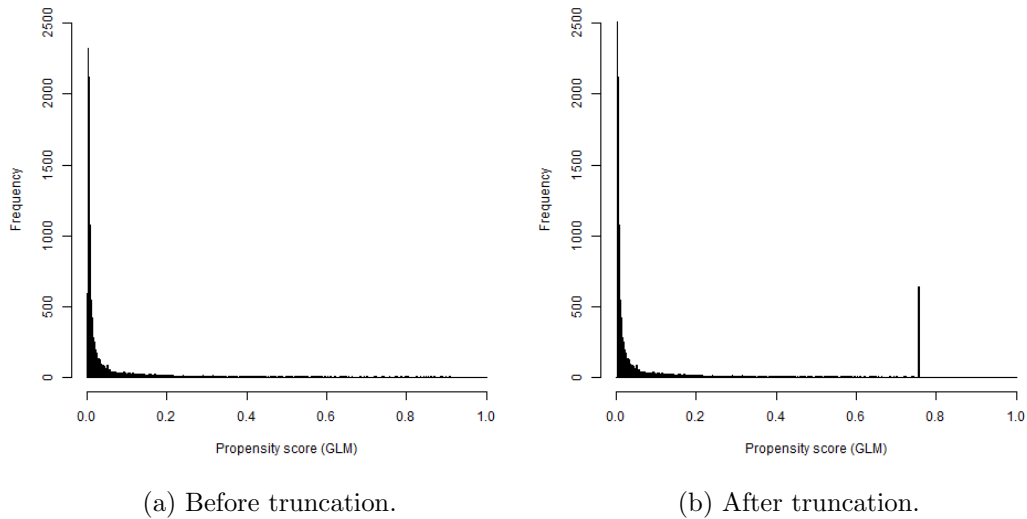 2500
2000
1500
1000
500
0
Frequency
0.0 0.2 0.4 0.6 0.8 1.0
Propensity score (GLM)
(a) Before truncation.
2500
2000
1500
1000
500
0
Frequency
0.0 0.2 0.4 0.6 0.8 1.0
Propensity score (GLM)
(b) After truncation.